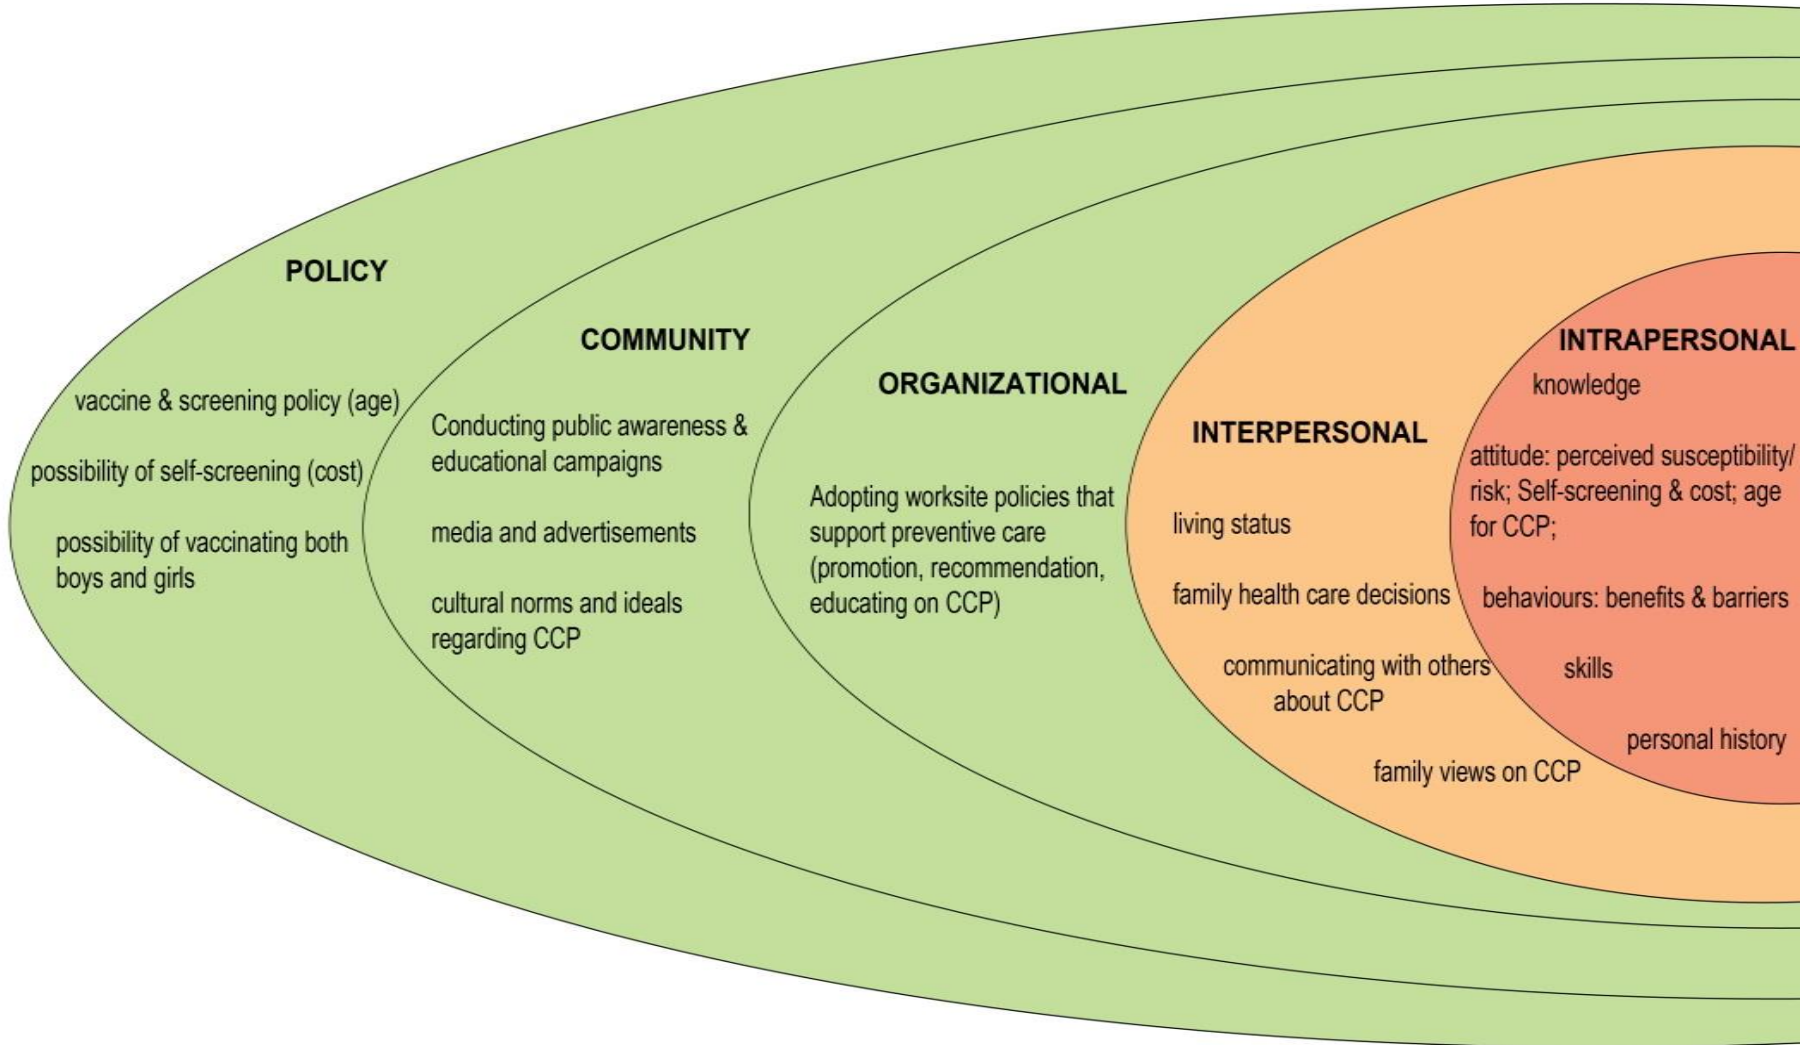 POLICY
vaccine & screening policy (age)
possibility of self-screening (cost)
possibility of vaccinating both
boys and girls
COMMUNITY
Conducting public awareness &
educational campaigns
media and advertisements
cultural norms and ideals
regarding CCP
ORGANIZATIONAL
Adopting worksite policies that
support preventive care
(promotion, recommendation,
educating on CCP)
INTERPERSONAL
living status
family health care decisions
communicating with others
about CCP
family views on CCP
INTRAPERSONAL
knowledge
attitude: perceived susceptibility/
risk; Self-screening & cost; age
for CCP;
behaviours: benefits & barriers
skills
personal history